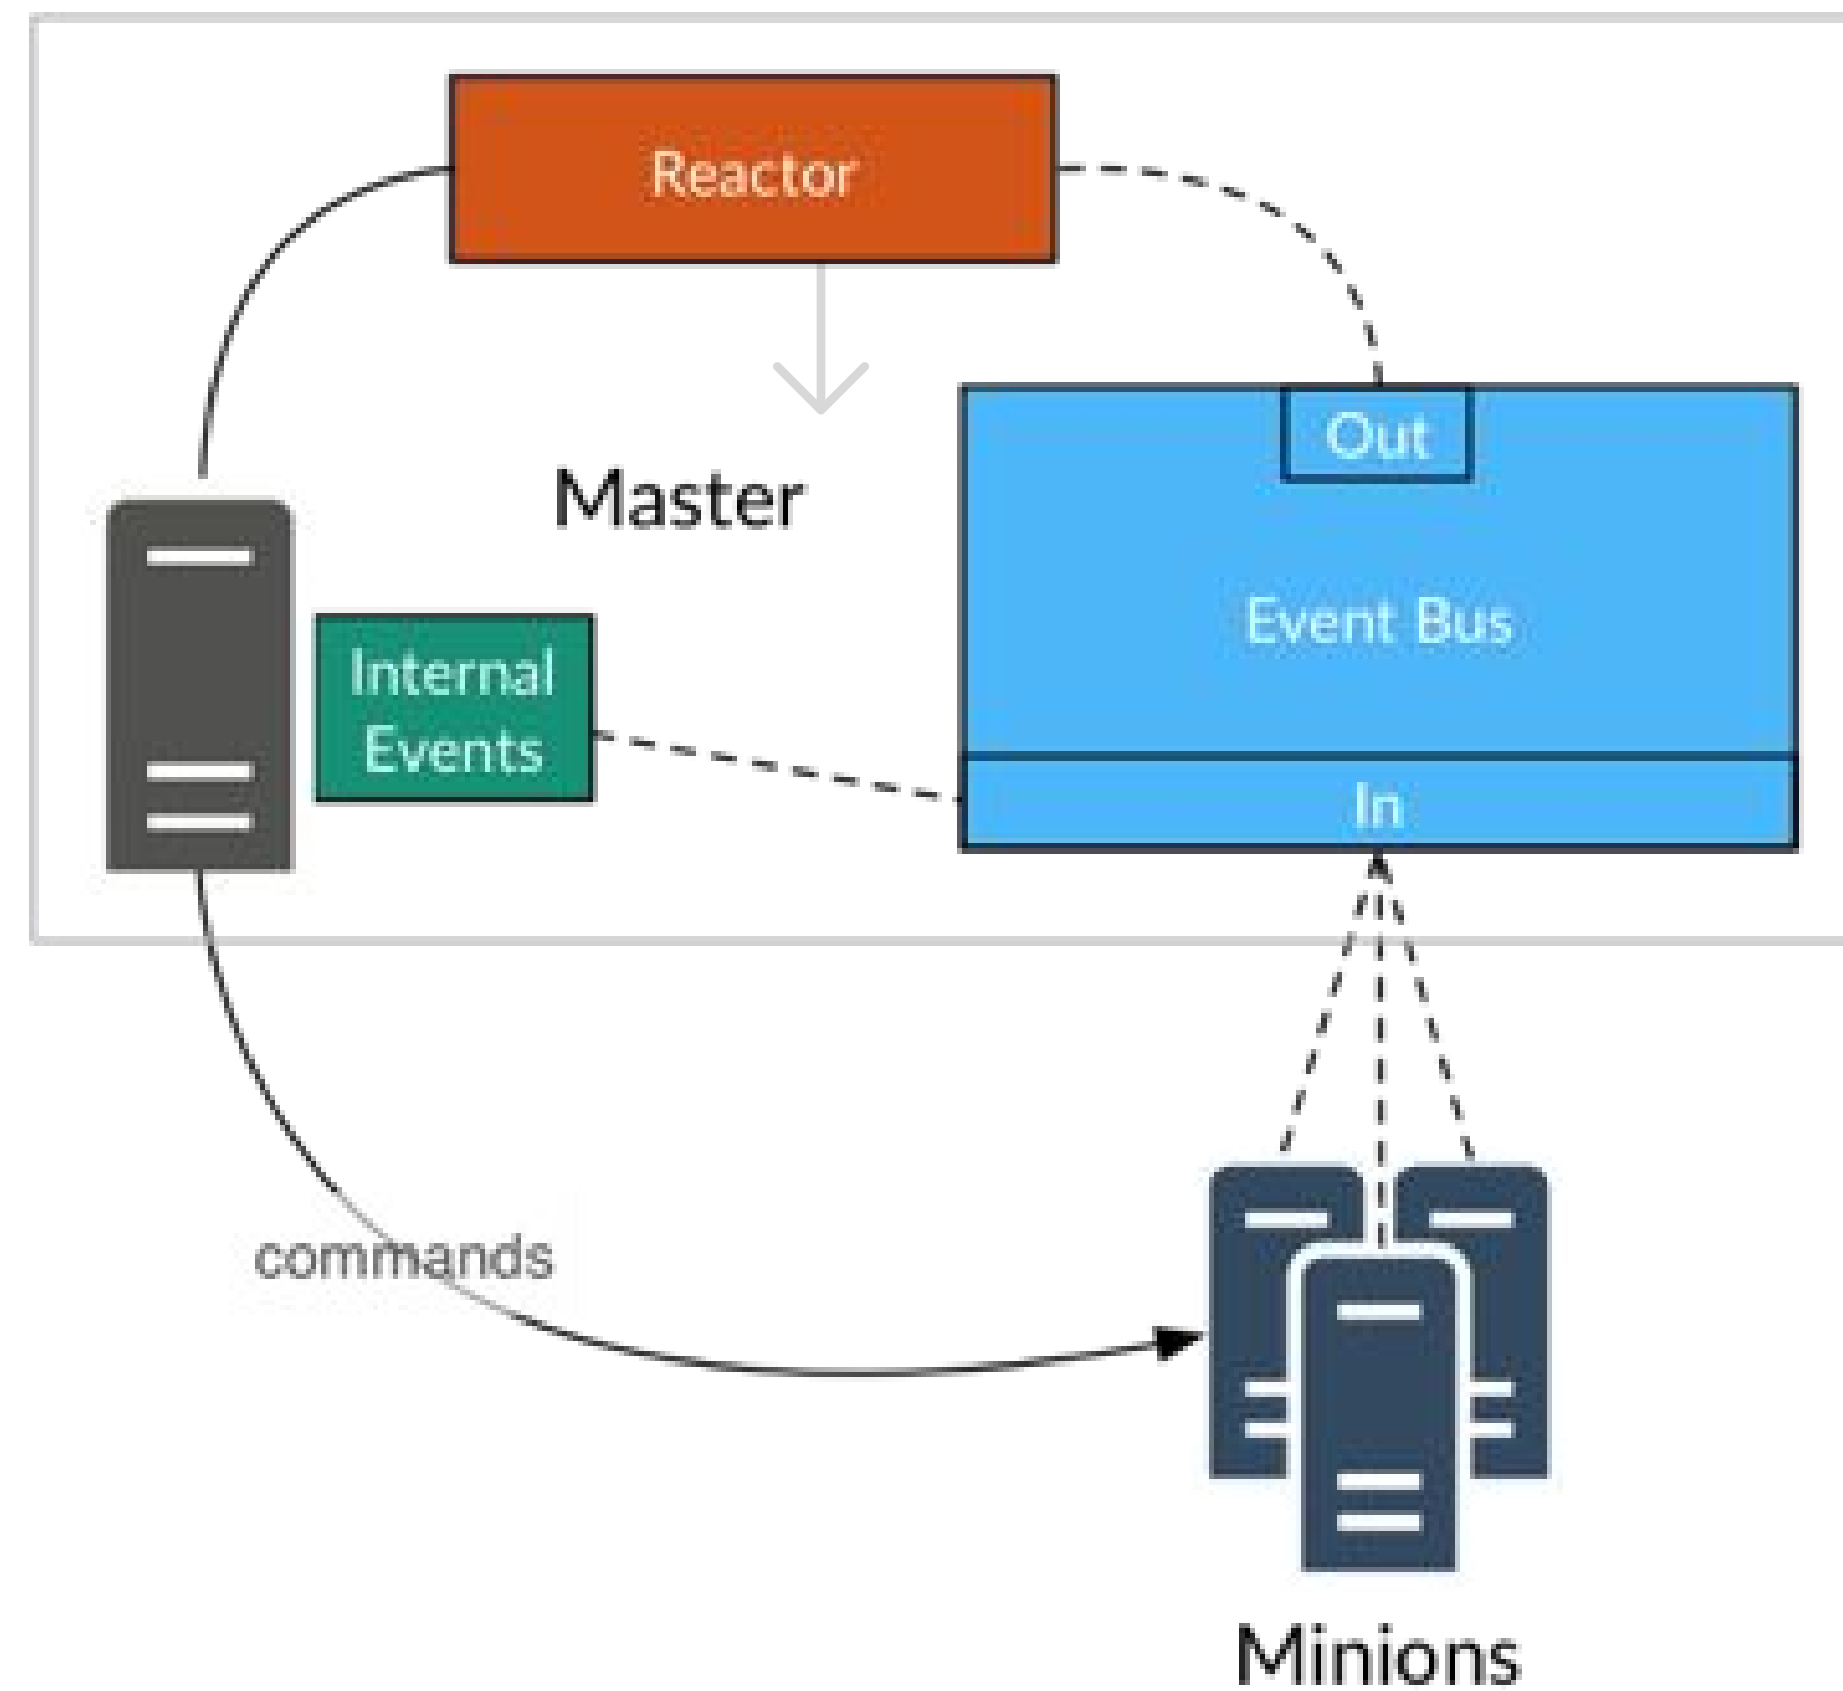 Reactor
Out
Master
Event Bus
Internal
Events
In
commands
Minions